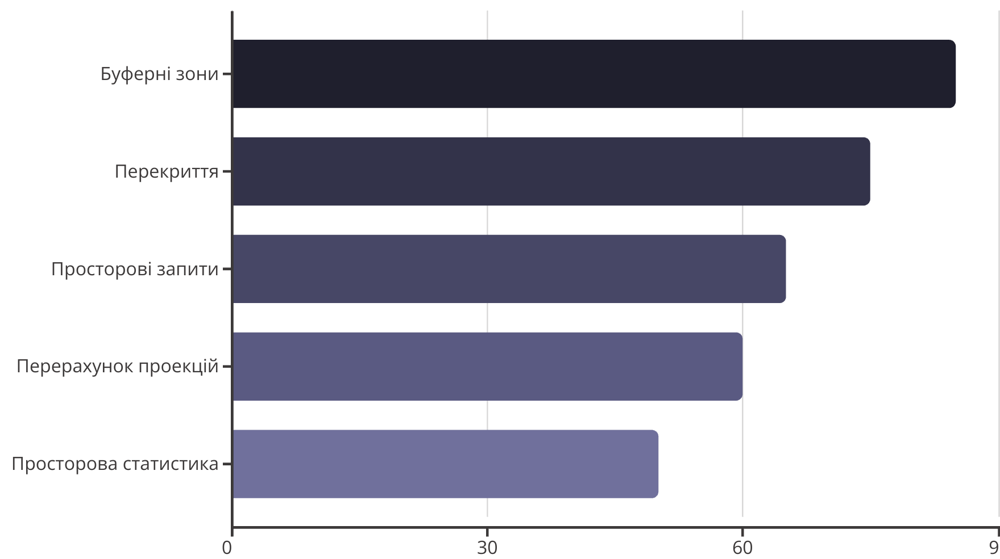 Буферні зони
Перекриття
Просторові запити
Перерахунок проекцій
Просторова статистика
0 30 60 9